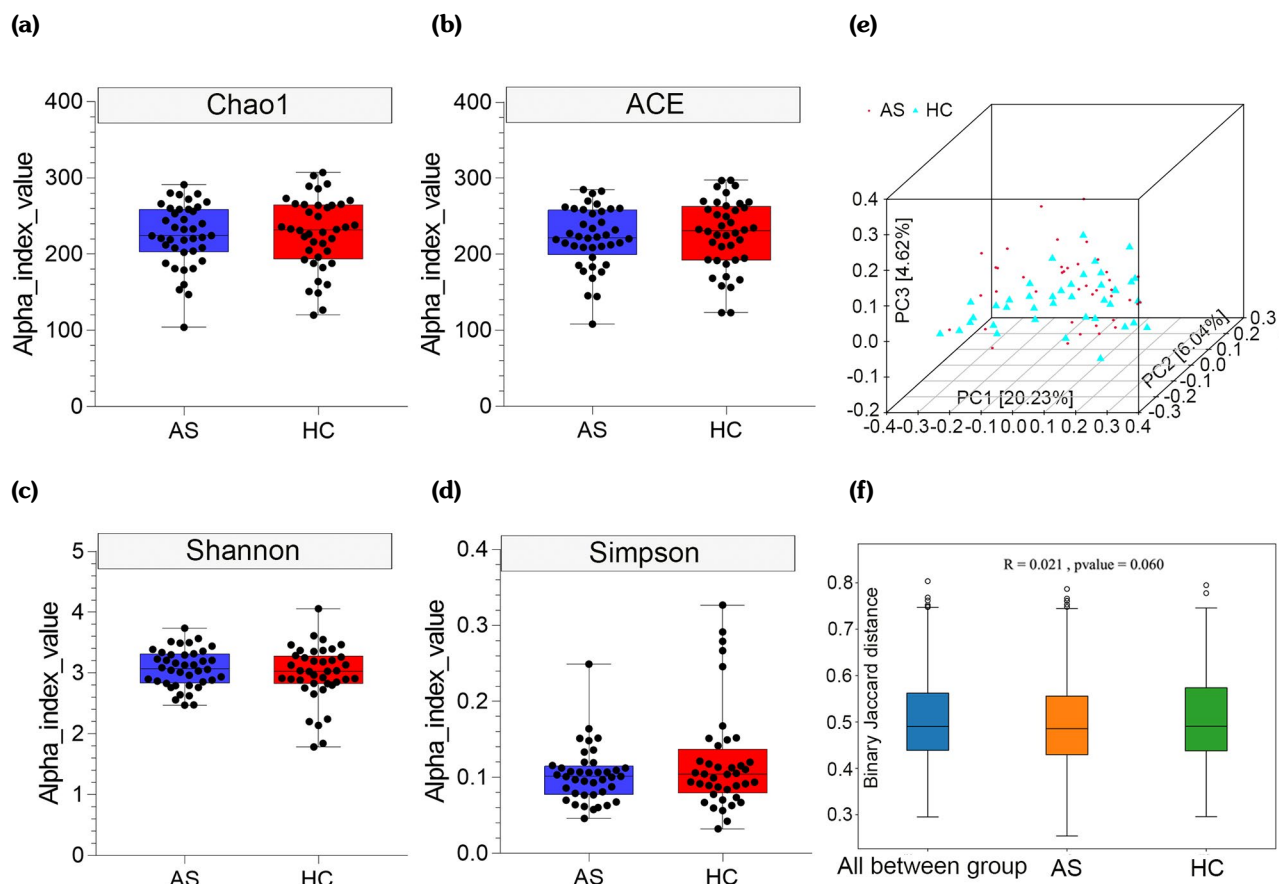 (a)
Chao1
Alpha_index_value
400
300
200
100
0
AS
HC
(b)
ACE
Alpha_index_value
400
300
200
100
0
AS
HC
(e)
AS
HC
PC3 [4.62%]
0.4
0.3
0.2
0.1
0.0
-0.1
-0.2
PC1 [20.23%]
-0.4
-0.3
-0.2
-0.1
0.0
0.1
0.2
0.3
0.4
PC2 [6.04%]
0.3
0.2
0.1
0.0
-0.1
-0.2
-0.3
(c)
Shannon
Alpha_index_value
5
4
3
2
1
0
AS
HC
(d)
Simpson
Alpha_index_value
0.4
0.3
0.2
0.1
0.0
AS
HC
(f)
R = 0.021 , pvalue = 0.060
Binary Jaccard distance
0.8
0.7
0.6
0.5
0.4
0.3
All between group
AS
HC